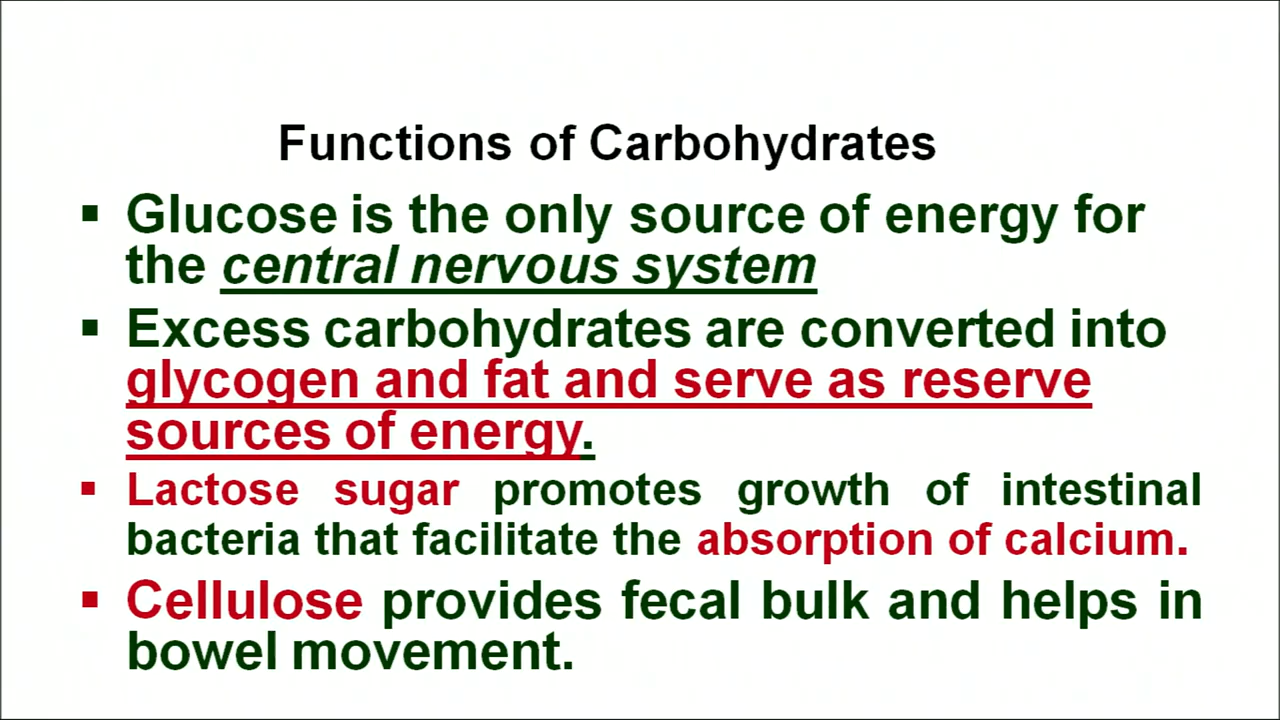 Functions of Carbohydrates
▪ Glucose is the only source of energy for
the central nervous system
▪ Excess carbohydrates are converted into
glycogen and fat and serve as reserve
sources of energy.
▪ Lactose sugar promotes growth of intestinal
bacteria that facilitate the absorption of calcium.
▪ Cellulose provides fecal bulk and helps in
bowel movement.